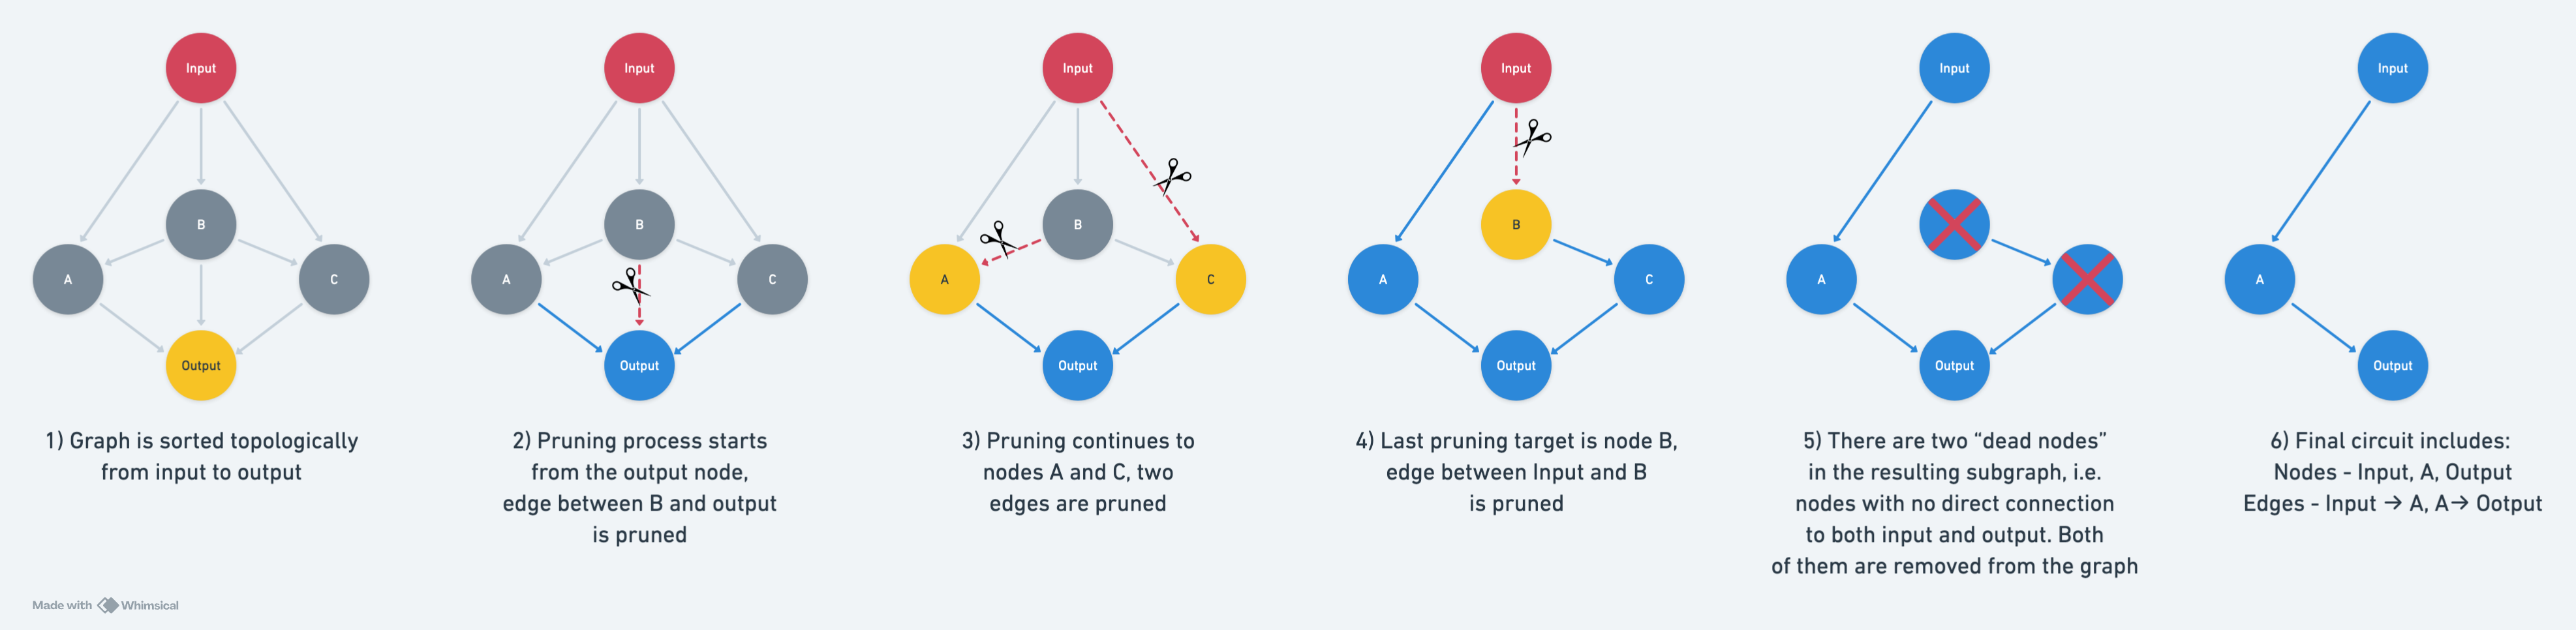 Input
B
A
C
Output
1) Graph is sorted topologically
from input to output
Input
B
A
C
Output
2) Pruning process starts
from the output node,
edge between B and output
is pruned
Input
B
A
C
Output
3) Pruning continues to
nodes A and C, two
edges are pruned
Input
B
A
C
Output
4) Last pruning target is node B,
edge between Input and B
is pruned
Input
A
Output
5) There are two “dead nodes”
in the resulting subgraph, i.e.
nodes with no direct connection
to both input and output. Both
of them are removed from the graph
Input
A
Output
6) Final circuit includes:
Nodes - Input, A, Output
Edges - Input → A, A→ Ootput
Made with Whimsical